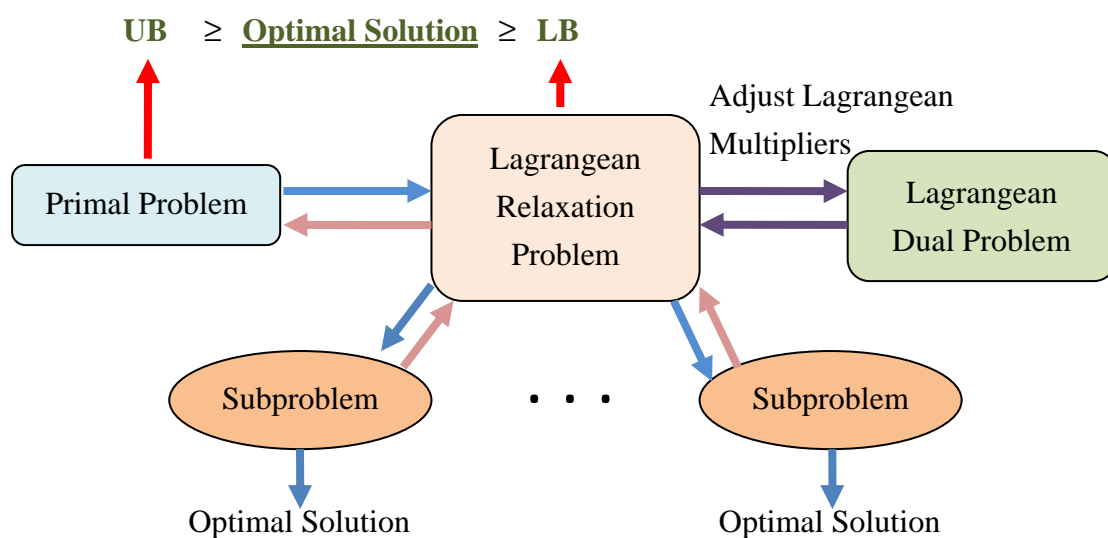 UB ≥ Optimal Solution ≥ LB
Adjust Lagrangean
Multipliers
Primal Problem
Lagrangean
Relaxation
Problem
Lagrangean
Dual Problem
Subproblem
. . .
Subproblem
Optimal Solution
Optimal Solution